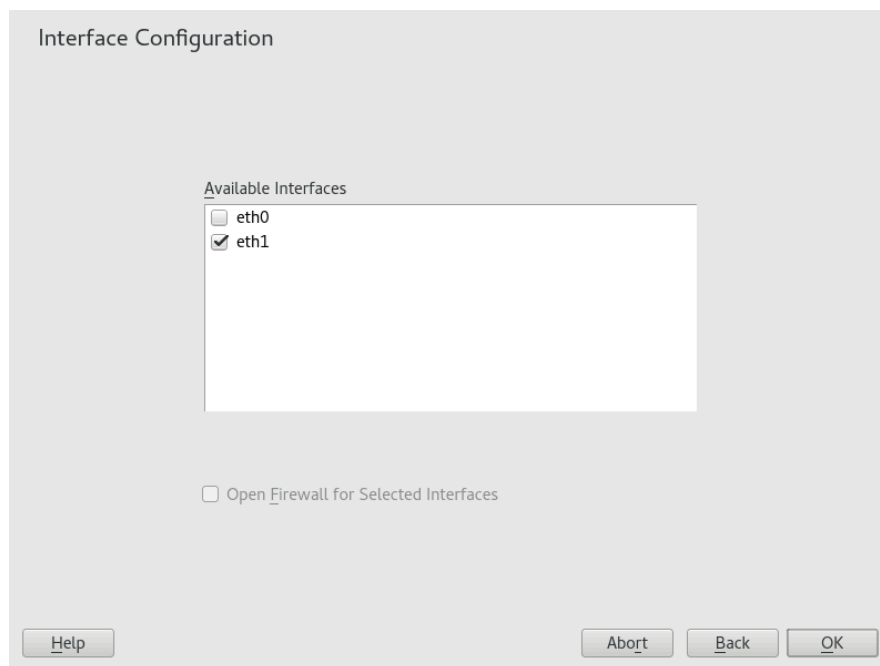 Interface Configuration
Available Interfaces
eth0
eth1
Open Firewall for Selected Interfaces
Help
Abort
Back
OK